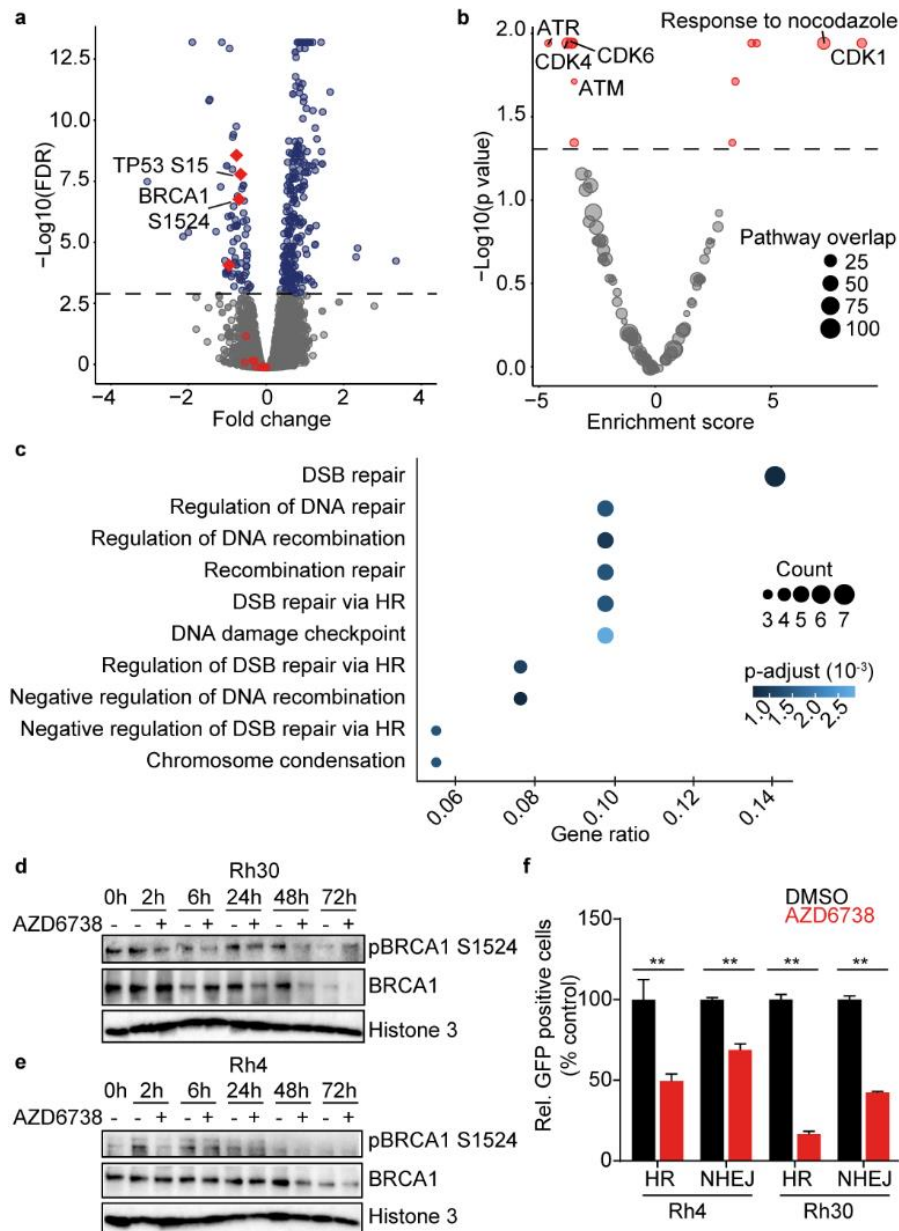 a
−Log10(FDR)
12.5
10.0
7.5
5.0
2.5
0
TP53 S15
BRCA1
S1524
−4
−2
0
2
4
Fold change
b
−Log10(p value)
2.0
1.5
1.0
0.5
0.0
ATR
CDK4
CDK6
ATM
Response to nocodazole
CDK1
Pathway overlap
25
50
75
100
−5
0
5
Enrichment score
c
DSB repair
Regulation of DNA repair
Regulation of DNA recombination
Recombination repair
DSB repair via HR
DNA damage checkpoint
Regulation of DSB repair via HR
Negative regulation of DNA recombination
Negative regulation of DSB repair via HR
Chromosome condensation
Count
3 4 5 6 7
p-adjust (10⁻³)
1.0 1.5 2.0 2.5
0.06 0.08 0.10 0.12 0.14
Gene ratio
d
Rh30
0h 2h 6h 24h 48h 72h
AZD6738 - - + - + - + - + - +
pBRCA1 S1524
BRCA1
Histone 3
e
Rh4
0h 2h 6h 24h 48h 72h
AZD6738 - - + - + - + - + - +
pBRCA1 S1524
BRCA1
Histone 3
f
DMSO
AZD6738
Rel. GFP positive cells
(% control)
150
100
50
0
** ** ** **
HR NHEJ HR NHEJ
Rh4 Rh30